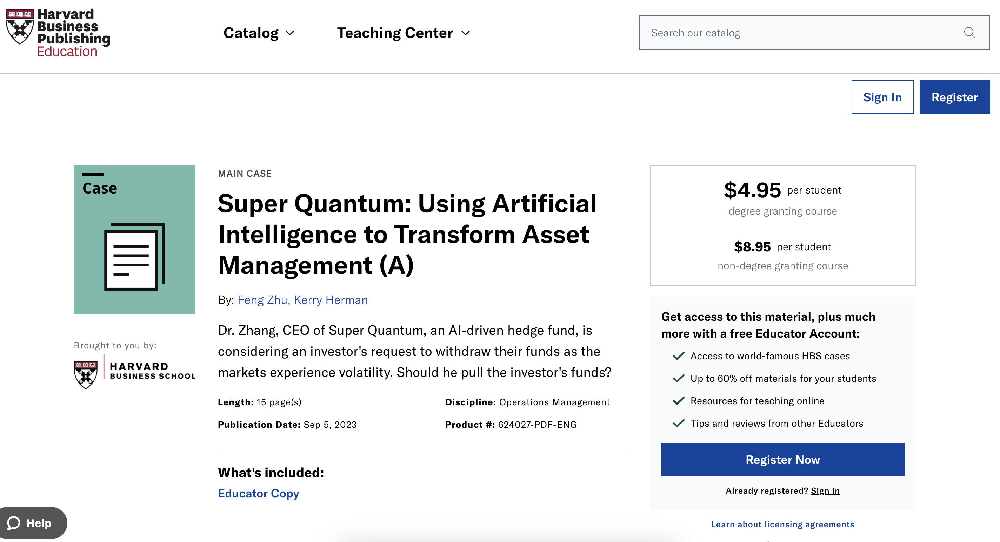 VE RI TAS
Harvard
Business
Publishing
Education
Catalog
Teaching Center
Search our catalog
Sign In
Register
Case
Brought to you by:
VE RI TAS
HARVARD
BUSINESS SCHOOL
MAIN CASE
Super Quantum: Using Artificial
Intelligence to Transform Asset
Management (A)
By: Feng Zhu, Kerry Herman
Dr. Zhang, CEO of Super Quantum, an AI-driven hedge fund, is
considering an investor's request to withdraw their funds as the
markets experience volatility. Should he pull the investor's funds?
Length: 15 page(s)
Discipline: Operations Management
Publication Date: Sep 5, 2023
Product #: 624027-PDF-ENG
What's included:
Educator Copy
$4.95 per student
degree granting course
$8.95 per student
non-degree granting course
Get access to this material, plus much
more with a free Educator Account:
Access to world-famous HBS cases
Up to 60% off materials for your students
Resources for teaching online
Tips and reviews from other Educators
Register Now
Already registered? Sign in
Learn about licensing agreements
Help